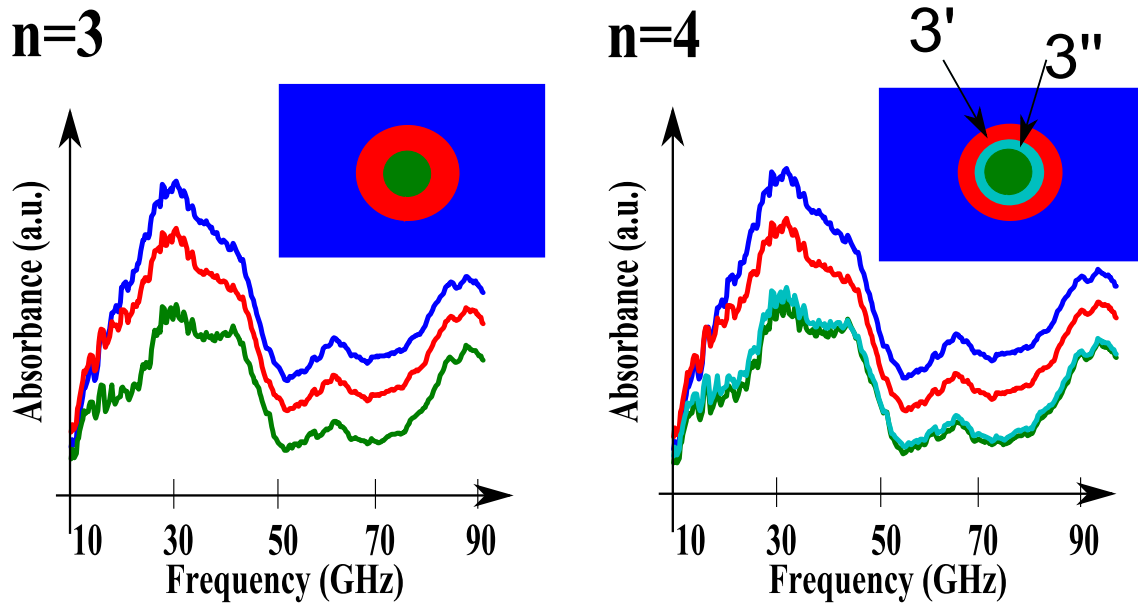 n=3
Absorbance (a.u.)
10 30 50 70 90
Frequency (GHz)
n=4
3'
3"
Absorbance (a.u.)
10 30 50 70 90
Frequency (GHz)